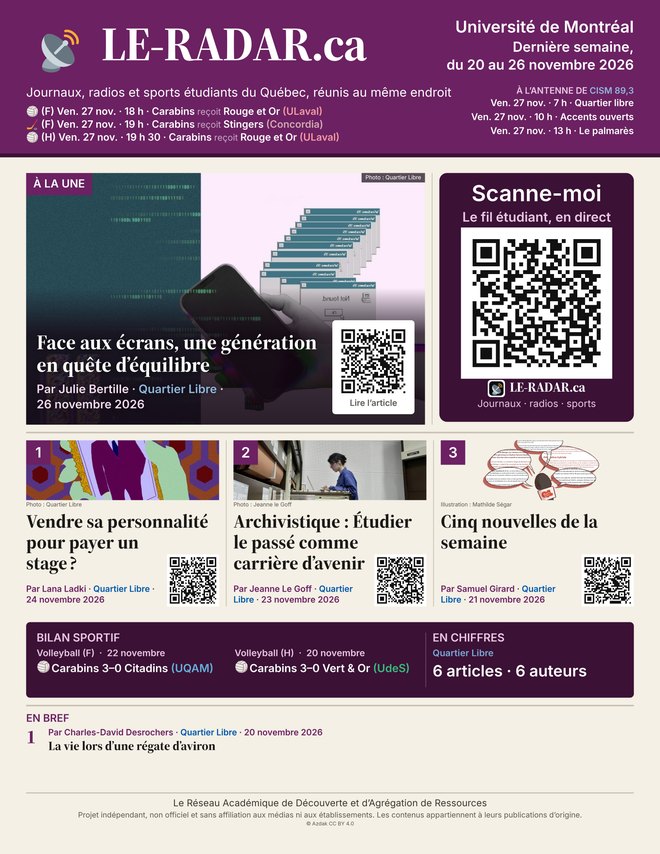 LE-RADAR.ca
Université de Montréal
Dernière semaine,
du 20 au 26 novembre 2026
Journaux, radios et sports étudiants du Québec, réunis au même endroit
(F) Ven. 27 nov. · 18 h · Carabins reçoit Rouge et Or (ULaval)
(F) Ven. 27 nov. · 19 h · Carabins reçoit Stingers (Concordia)
(H) Ven. 27 nov. · 19 h 30 · Carabins reçoit Rouge et Or (ULaval)
À L'ANTENNE DE CISM 89,3
Ven. 27 nov. · 7 h · Quartier libre
Ven. 27 nov. · 10 h · Accents ouverts
Ven. 27 nov. · 13 h · Le palmarès
À LA UNE
Photo : Quartier Libre
Face aux écrans, une génération
en quête d'équilibre
Par Julie Bertille · Quartier Libre ·
26 novembre 2026
Lire l'article
Scanne-moi
Le fil étudiant, en direct
LE-RADAR.ca
Journaux · radios · sports
1
Photo : Quartier Libre
Vendre sa personnalité
pour payer un
stage ?
Par Lana Ladki · Quartier Libre ·
24 novembre 2026
2
Photo : Jeanne le Goff
Archivistique : Étudier
le passé comme
carrière d'avenir
Par Jeanne Le Goff · Quartier
Libre · 23 novembre 2026
3
Illustration : Mathilde Ségar
Cinq nouvelles de la
semaine
Par Samuel Girard · Quartier
Libre · 21 novembre 2026
BILAN SPORTIF
Volleyball (F) · 22 novembre
Carabins 3–0 Citadins (UQAM)
Volleyball (H) · 20 novembre
Carabins 3–0 Vert & Or (UdeS)
EN CHIFFRES
Quartier Libre
6 articles · 6 auteurs
EN BREF
1
Par Charles-David Desrochers · Quartier Libre · 20 novembre 2026
La vie lors d'une régate d'aviron
Le Réseau Académique de Découverte et d'Agrégation de Ressources
Projet indépendant, non officiel et sans affiliation aux médias ni aux établissements. Les contenus appartiennent à leurs publications d'origine.
© Azdak CC BY 4.0